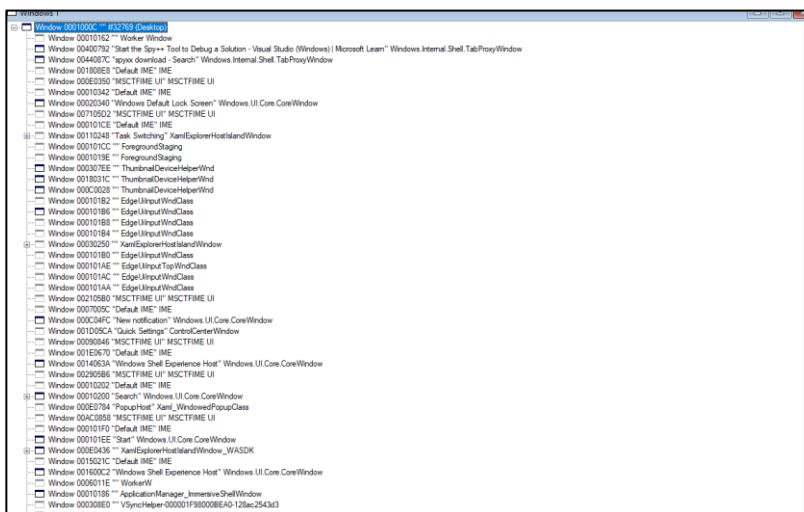 Windows 1
Window 0001000C "" #32769 (Desktop)
Window 00010162 "" Worker Window
Window 00400792 "Start the Spy++ Tool to Debug a Solution - Visual Studio (Windows) | Microsoft Learn" Windows.Internal.Shell.TabProxyWindow
Window 0044087C "spyxx download - Search" Windows.Internal.Shell.TabProxyWindow
Window 001808E8 "Default IME" IME
Window 000E0350 "MSCTFIME UI" MSCTFIME UI
Window 00010342 "Default IME" IME
Window 00020340 "Windows Default Lock Screen" Windows.UI.Core.CoreWindow
Window 007105D2 "MSCTFIME UI" MSCTFIME UI
Window 000101CE "Default IME" IME
Window 00110248 "Task Switching" XamlExplorerHostIslandWindow
Window 000101CC "" ForegroundStaging
Window 0001019E "" ForegroundStaging
Window 000307EE "" ThumbnailDeviceHelperWnd
Window 0018031C "" ThumbnailDeviceHelperWnd
Window 000C0028 "" ThumbnailDeviceHelperWnd
Window 000101B2 "" EdgeUiInputWndClass
Window 000101B6 "" EdgeUiInputWndClass
Window 000101B8 "" EdgeUiInputWndClass
Window 000101B4 "" EdgeUiInputWndClass
Window 00030250 "" XamlExplorerHostIslandWindow
Window 000101B0 "" EdgeUiInputWndClass
Window 000101AE "" EdgeUiInputTopWndClass
Window 000101AC "" EdgeUiInputWndClass
Window 000101AA "" EdgeUiInputWndClass
Window 002105B0 "MSCTFIME UI" MSCTFIME UI
Window 0007005C "Default IME" IME
Window 000C04FC "New notification" Windows.UI.Core.CoreWindow
Window 001D05CA "Quick Settings" ControlCenterWindow
Window 00090846 "MSCTFIME UI" MSCTFIME UI
Window 001E0670 "Default IME" IME
Window 0014063A "Windows Shell Experience Host" Windows.UI.Core.CoreWindow
Window 002905B6 "MSCTFIME UI" MSCTFIME UI
Window 00010202 "Default IME" IME
Window 00010200 "Search" Windows.UI.Core.CoreWindow
Window 000E0784 "PopupHost" Xaml_WindowedPopupClass
Window 00AC0858 "MSCTFIME UI" MSCTFIME UI
Window 000101F0 "Default IME" IME
Window 000101EE "Start" Windows.UI.Core.CoreWindow
Window 000E0436 "" XamlExplorerHostIslandWindow_WASDK
Window 0015021C "Default IME" IME
Window 001600C2 "Windows Shell Experience Host" Windows.UI.Core.CoreWindow
Window 0006011E "" WorkerW
Window 00010186 "" ApplicationManager_ImmersiveShellWindow
Window 000308E0 "" VSyncHelper-000001F98000BEA0-128ac2543d3